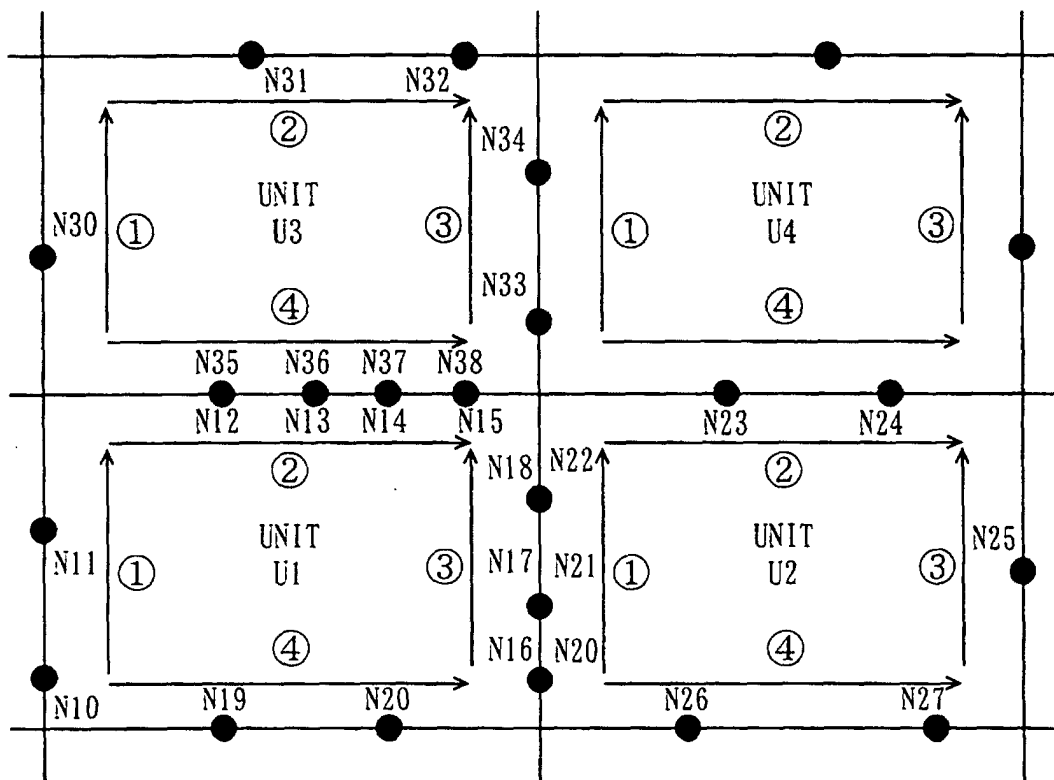 N31 N32
②
②
N34
UNIT
U3
UNIT
U4
N30
①
③
①
③
N33
④
④
N35 N36 N37 N38
N12 N13 N14 N15
N23 N24
②
②
N18 N22
UNIT
U1
UNIT
U2
N11
①
③
N17 N21
①
③
N25
④
④
N16 N20
N10
N19 N20
N26 N27